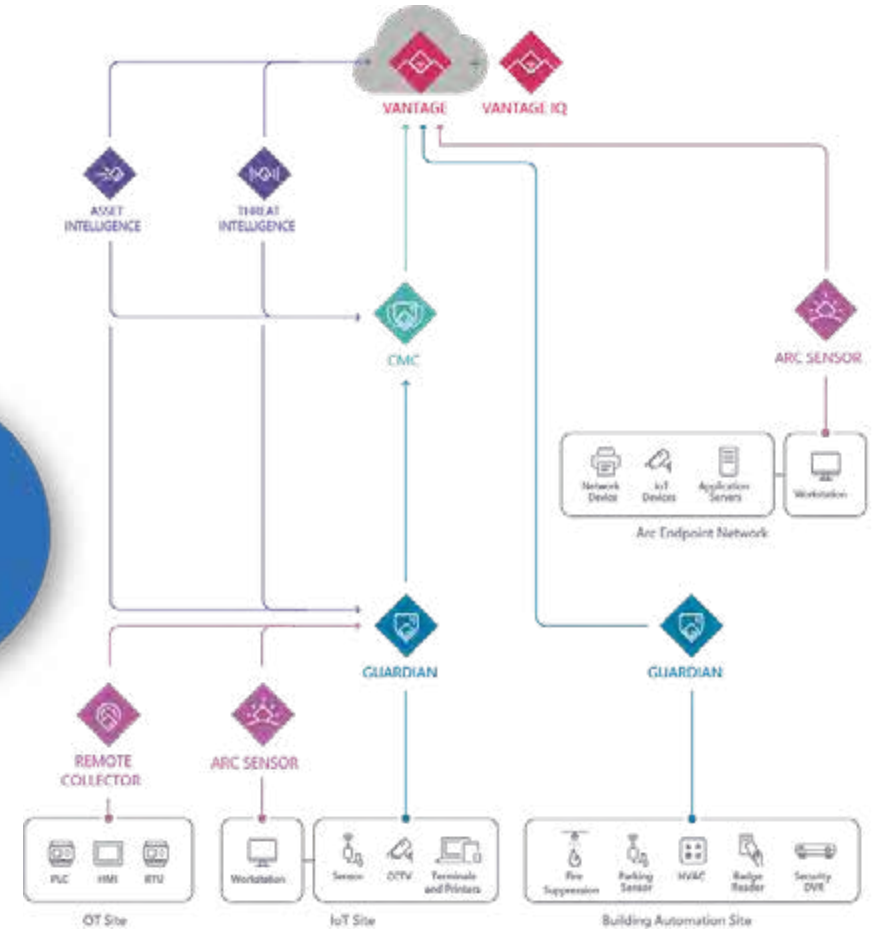 VANTAGE
VANTAGE IQ
ASSET
INTELLIGENCE
THREAT
INTELLIGENCE
CMC
ARC SENSOR
Network
Device
IoT
Devices
Application
Servers
Workstation
Arc Endpoint Network
GUARDIAN
GUARDIAN
REMOTE
COLLECTOR
ARC SENSOR
PLC
HMI
RTU
Workstation
Sensor
CCTV
Terminals
and Printers
Fire
Suppression
Parking
Sensor
HVAC
Badge
Reader
Security
DVR
OT Site
IoT Site
Building Automation Site